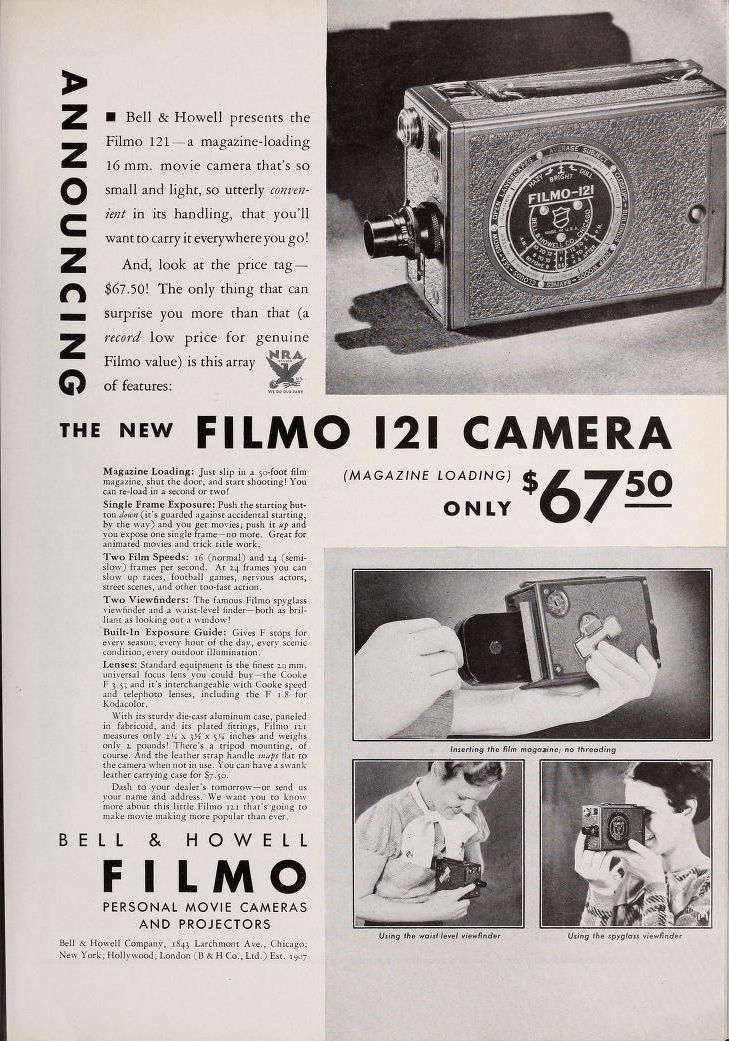 ANNOUNCING
■ Bell & Howell presents the
Filmo 121—a magazine-loading
16 mm. movie camera that's so
small and light, so utterly conven-
ient in its handling, that you'll
want to carry it everywhere you go!
And, look at the price tag—
$67.50! The only thing that can
surprise you more than that (a
record low price for genuine
Filmo value) is this array
of features:
NRA
MEMBER
U.S.
WE DO OUR PART
AVERAGE SUBJECT
HAZY
BRIGHT
DULL
FILMO-121
MADE IN U.S.A.
BELL & HOWELL CO. CHICAGO
A.M.
P.M.
THE NEW FILMO 121 CAMERA
(MAGAZINE LOADING)
ONLY $67 50
Magazine Loading: Just slip in a 50-foot film
magazine, shut the door, and start shooting! You
can re-load in a second or two!
Single Frame Exposure: Push the starting but-
ton down (it's guarded against accidental starting,
by the way) and you get movies; push it up and
you expose one single frame—no more. Great for
animated movies and trick title work.
Two Film Speeds: 16 (normal) and 24 (semi-
slow) frames per second. At 24 frames you can
slow up races, football games, nervous actors,
street scenes, and other too-fast action.
Two Viewfinders: The famous Filmo spyglass
viewfinder and a waist-level finder—both as bril-
liant as looking out a window!
Built-In Exposure Guide: Gives F stops for
every season, every hour of the day, every scenic
condition, every outdoor illumination.
Lenses: Standard equipment is the finest 20 mm.
universal focus lens you could buy—the Cooke
F 3.5; and it's interchangeable with Cooke speed
and telephoto lenses, including the F 1.8 for
Kodacolor.
With its sturdy die-cast aluminum case, paneled
in fabricoid, and its plated fittings, Filmo 121
measures only 2¼ x 3½ x 5¼ inches and weighs
only 2 pounds! There's a tripod mounting, of
course. And the leather strap handle snaps flat to
the camera when not in use. You can have a swank
leather carrying case for $7.50.
Dash to your dealer's tomorrow—or send us
your name and address. We want you to know
more about this little Filmo 121 that's going to
make movie making more popular than ever.
BELL & HOWELL
FILMO
PERSONAL MOVIE CAMERAS
AND PROJECTORS
Bell & Howell Company, 1843 Larchmont Ave., Chicago;
New York; Hollywood; London (B & H Co., Ltd.) Est. 1907
Inserting the film magazine; no threading
Using the waist-level viewfinder
Using the spyglass viewfinder